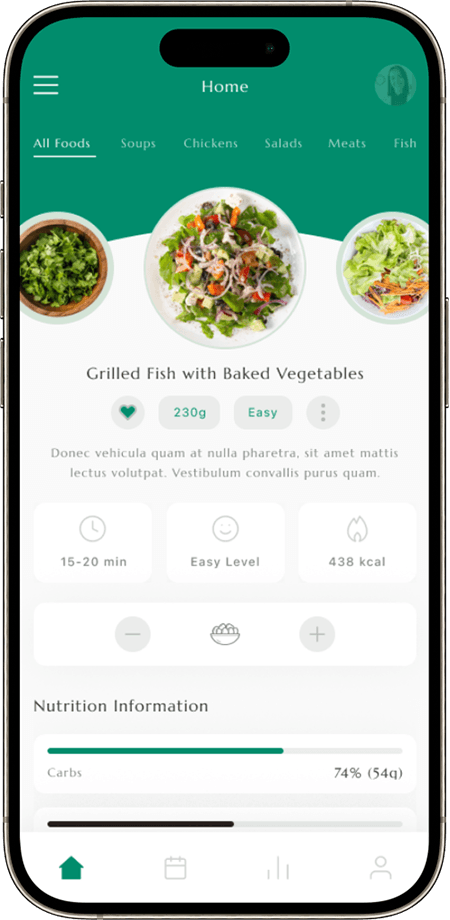 Home
All Foods Soups Chickens Salads Meats Fish
Grilled Fish with Baked Vegetables
230g Easy
Donec vehicula quam at nulla pharetra, sit amet mattis
lectus volutpat. Vestibulum convallis purus quam.
15-20 min Easy Level 438 kcal
Nutrition Information
Carbs 74% (54g)